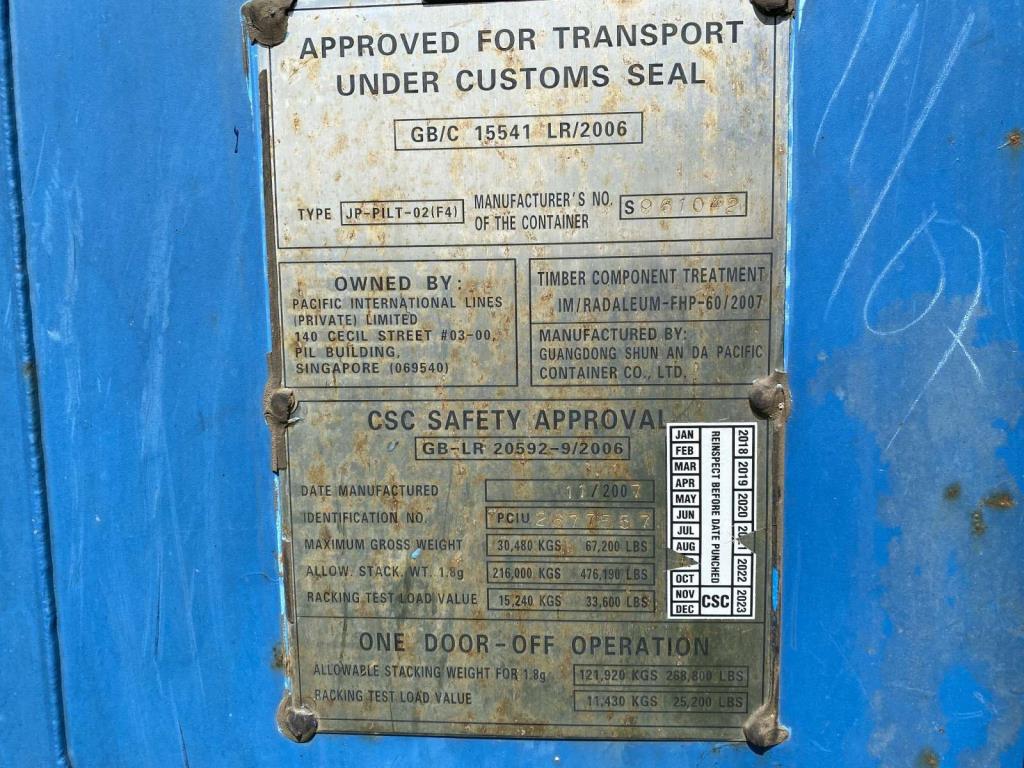 APPROVED FOR TRANSPORT
UNDER CUSTOMS SEAL
GB/C 15541 LR/2006
TYPE JP-PILT-02(F4)
MANUFACTURER'S NO.
OF THE CONTAINER
S961042
OWNED BY:
PACIFIC INTERNATIONAL LINES
(PRIVATE) LIMITED
140 CECIL STREET #03-00,
PIL BUILDING,
SINGAPORE (069540)
TIMBER COMPONENT TREATMENT
IM/RADALEUM-FHP-60/2007
MANUFACTURED BY:
GUANGDONG SHUN AN DA PACIFIC
CONTAINER CO., LTD.
CSC SAFETY APPROVAL
GB-LR 20592-9/2006
DATE MANUFACTURED 11/2007
IDENTIFICATION NO. PCIU
MAXIMUM GROSS WEIGHT 30,480 KGS 67,200 LBS
ALLOW. STACK. WT. 1.8g 216,000 KGS 476,190 LBS
RACKING TEST LOAD VALUE 15,240 KGS 33,600 LBS
JAN
FEB
MAR
APR
MAY
JUN
JUL
AUG
OCT
NOV
DEC
REINSPECT BEFORE DATE PUNCHED
CSC
2018 2019 2020 2022 2023
ONE DOOR-OFF OPERATION
ALLOWABLE STACKING WEIGHT FOR 1.8g 121,920 KGS 268,800 LBS
RACKING TEST LOAD VALUE 11,430 KGS 25,200 LBS